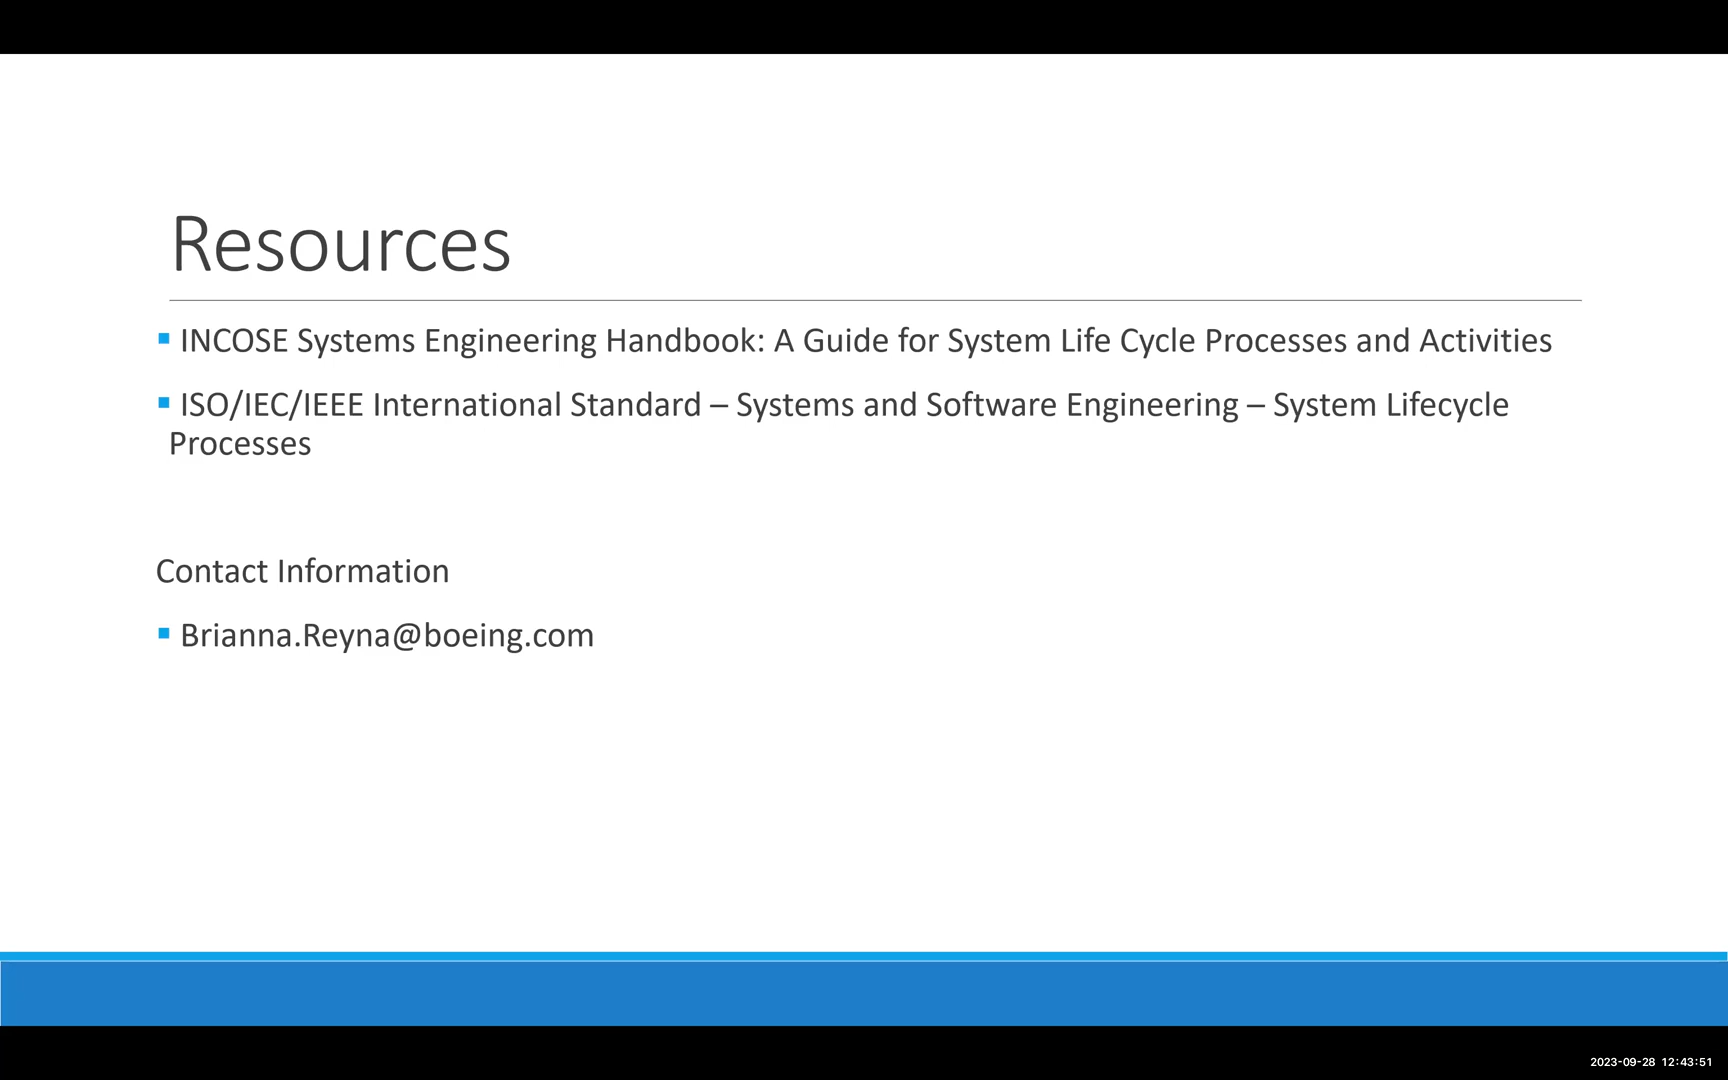 Resources
INCOSE Systems Engineering Handbook: A Guide for System Life Cycle Processes and Activities
ISO/IEC/IEEE International Standard – Systems and Software Engineering – System Lifecycle
Processes
Contact Information
Brianna.Reyna@boeing.com
2023-09-28 12:43:51